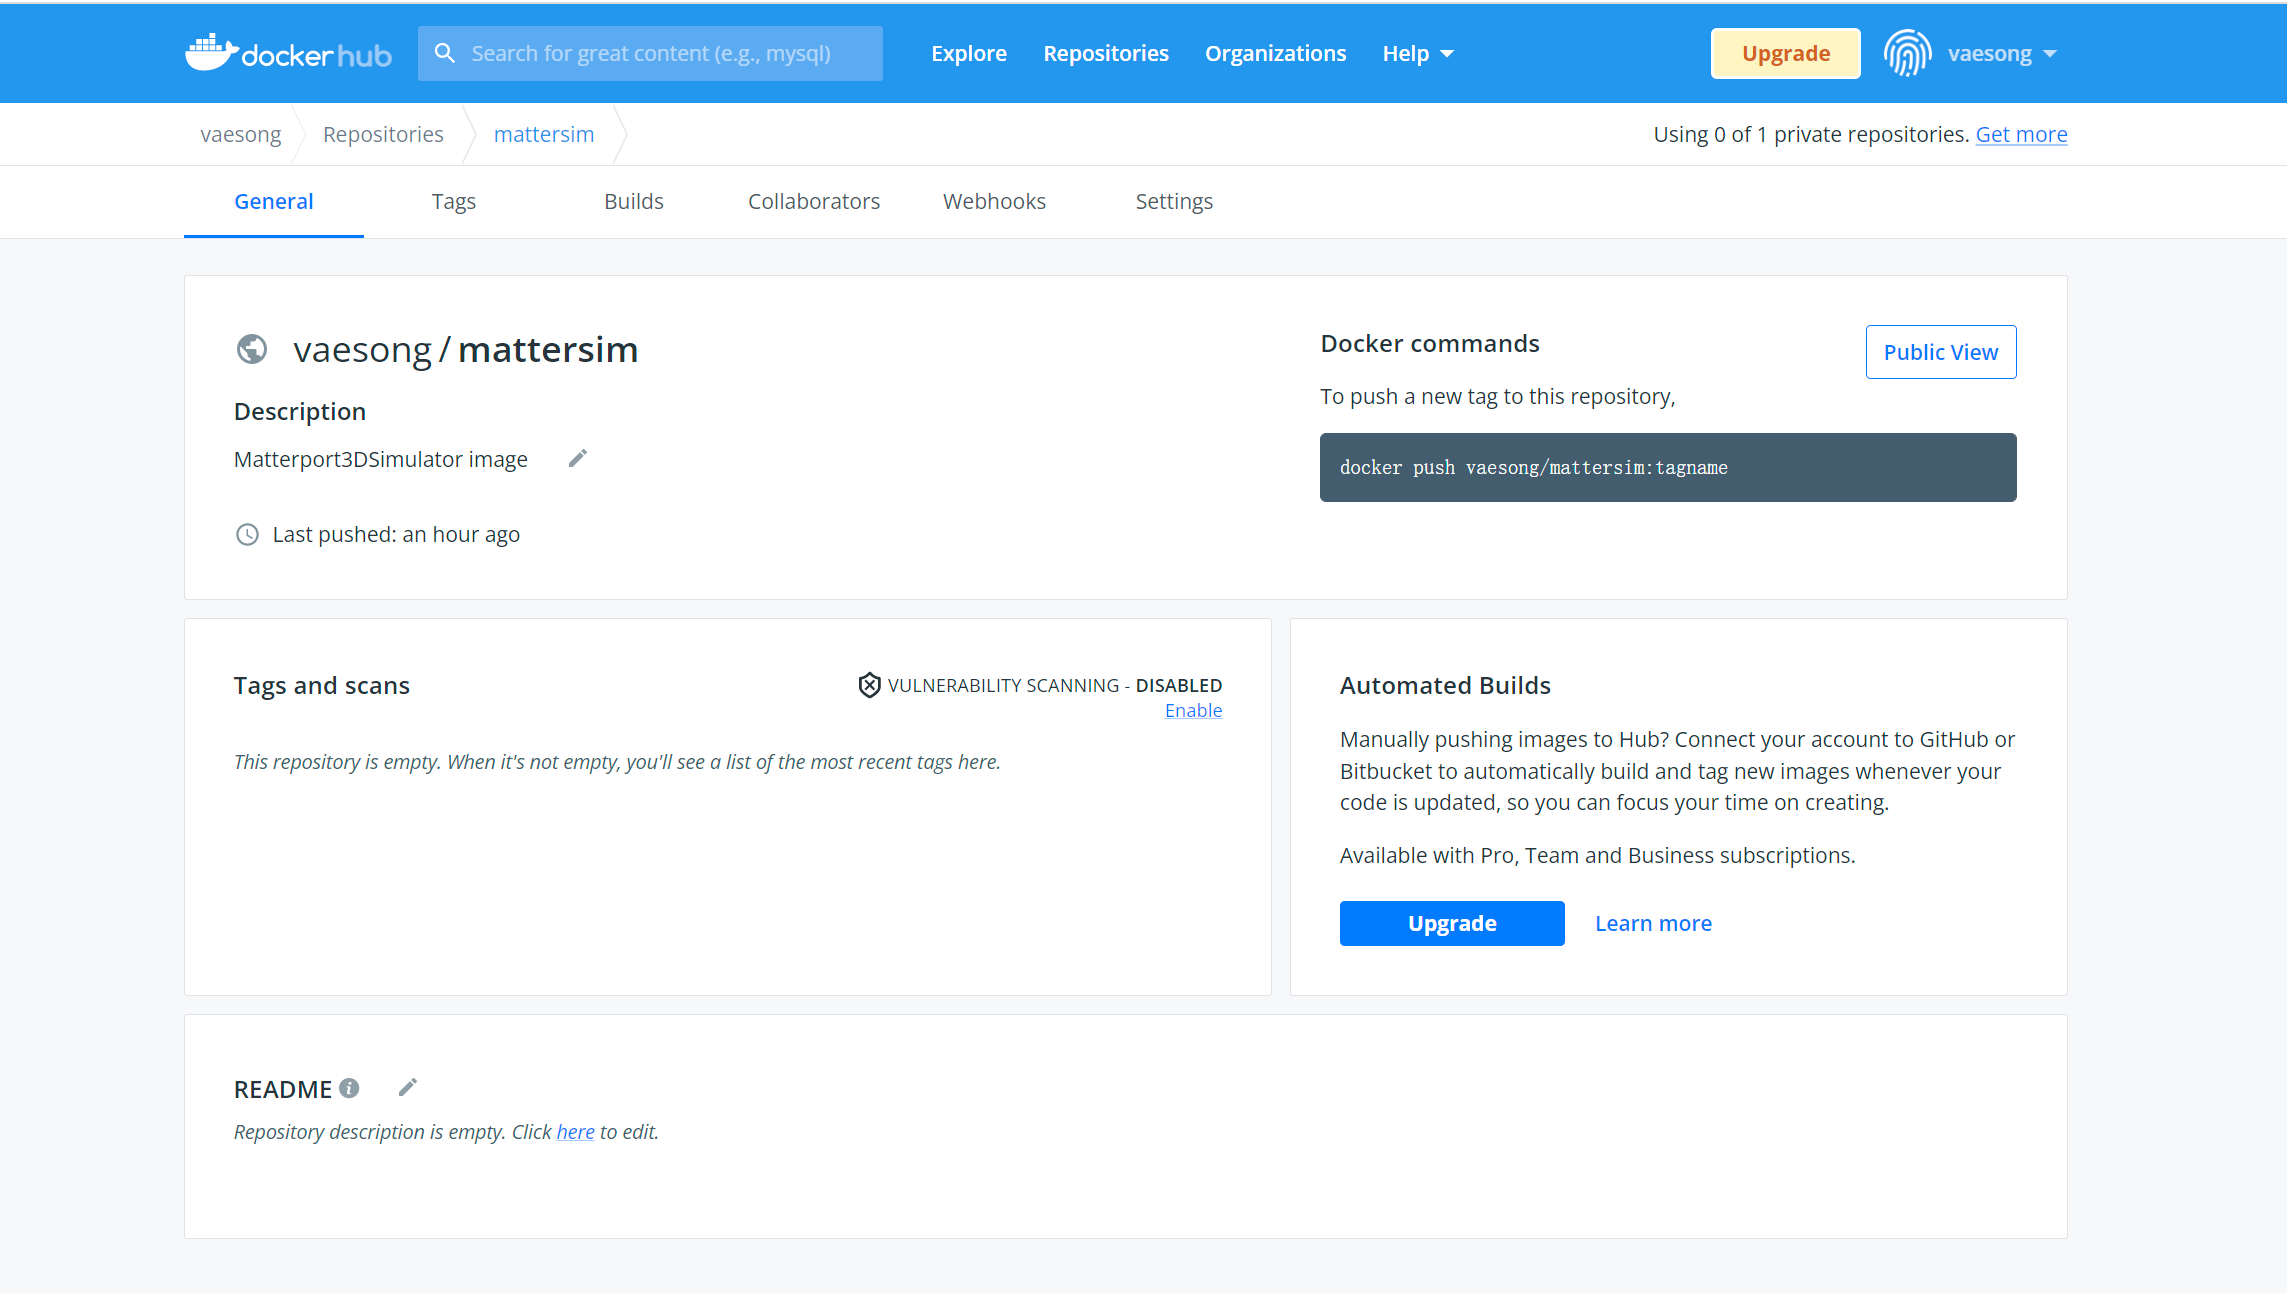 docker hub
Search for great content (e.g., mysql)
Explore
Repositories
Organizations
Help
Upgrade
vaesong
vaesong
Repositories
mattersim
Using 0 of 1 private repositories. Get more
General
Tags
Builds
Collaborators
Webhooks
Settings
vaesong / mattersim
Description
Matterport3DSimulator image
Last pushed: an hour ago
Docker commands
Public View
To push a new tag to this repository,
docker push vaesong/mattersim:tagname
Tags and scans
VULNERABILITY SCANNING - DISABLED
Enable
This repository is empty. When it's not empty, you'll see a list of the most recent tags here.
Automated Builds
Manually pushing images to Hub? Connect your account to GitHub or
Bitbucket to automatically build and tag new images whenever your
code is updated, so you can focus your time on creating.
Available with Pro, Team and Business subscriptions.
Upgrade
Learn more
README
Repository description is empty. Click here to edit.